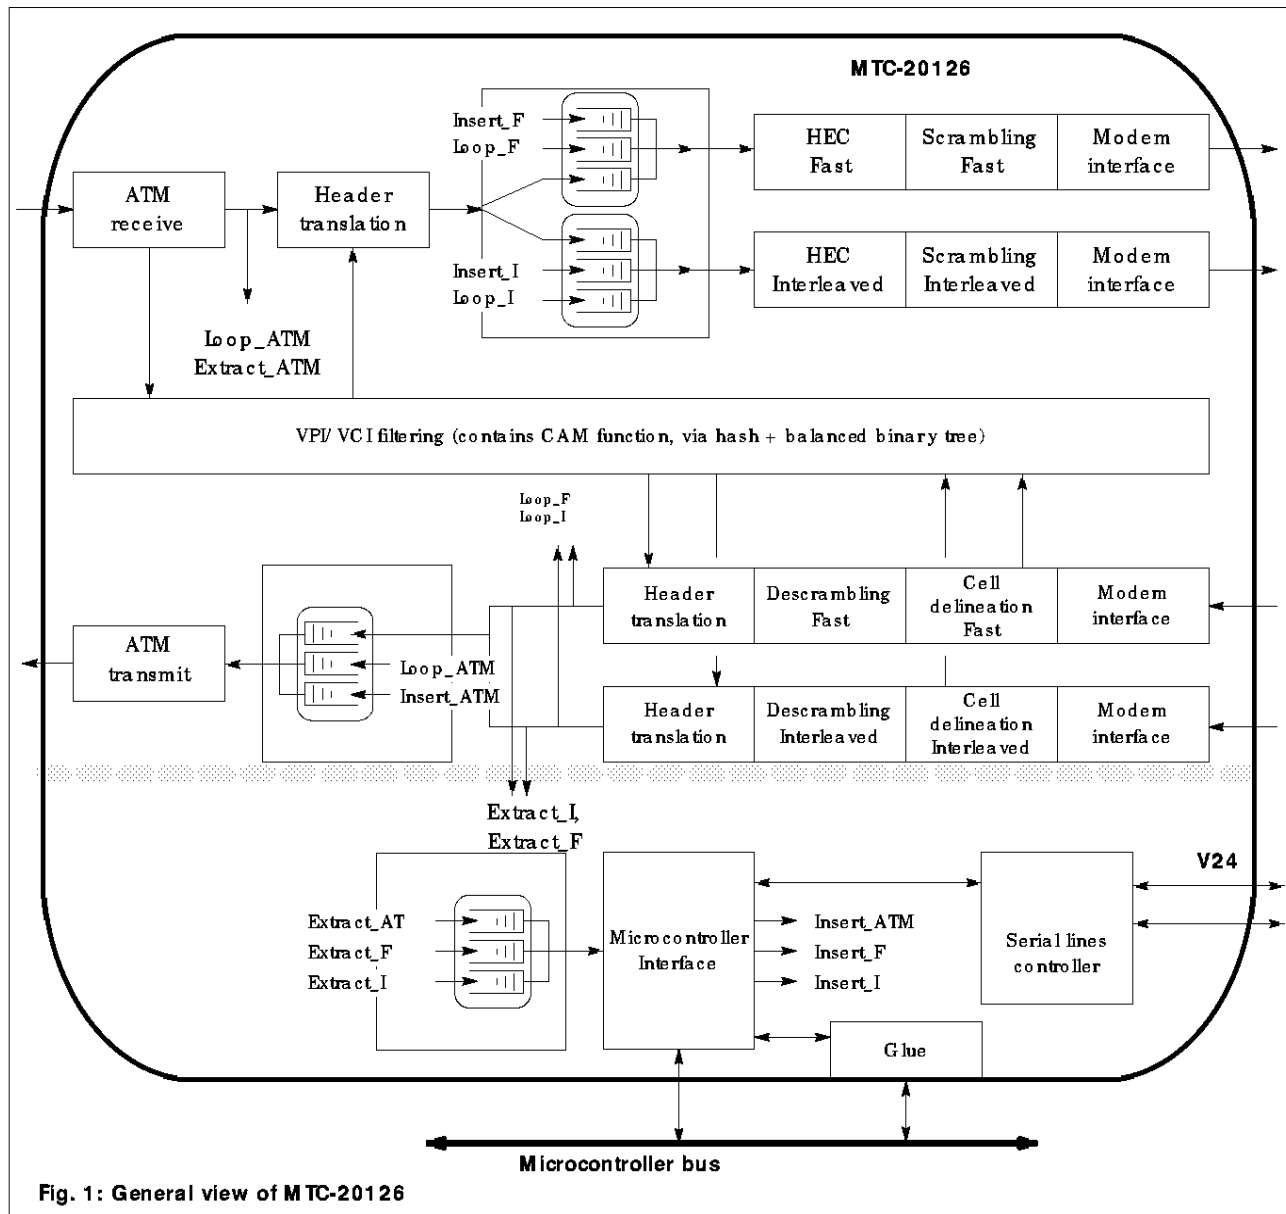 MTC-20126
Insert_F
Loop_F
HEC
Fast
Scrambling
Fast
Modem
interface
ATM
receive
Header
translation
Insert_I
Loop_I
HEC
Interleaved
Scrambling
Interleaved
Modem
interface
Loop_ATM
Extract_ATM
VPI/ VCI filtering (contains CAM function, via hash + balanced binary tree)
Loop_F
Loop_I
Header
translation
Descrambling
Fast
Cell
delineation
Fast
Modem
interface
ATM
transmit
Loop_ATM
Insert_ATM
Header
translation
Descrambling
Interleaved
Cell
delineation
Interleaved
Modem
interface
Extract_I,
Extract_F
V24
Extract_AT
Extract_F
Extract_I
Microcontroller
Interface
Insert_ATM
Insert_F
Insert_I
Serial lines
controller
Glue
Microcontroller bus
Fig. 1: General view of MTC-20126